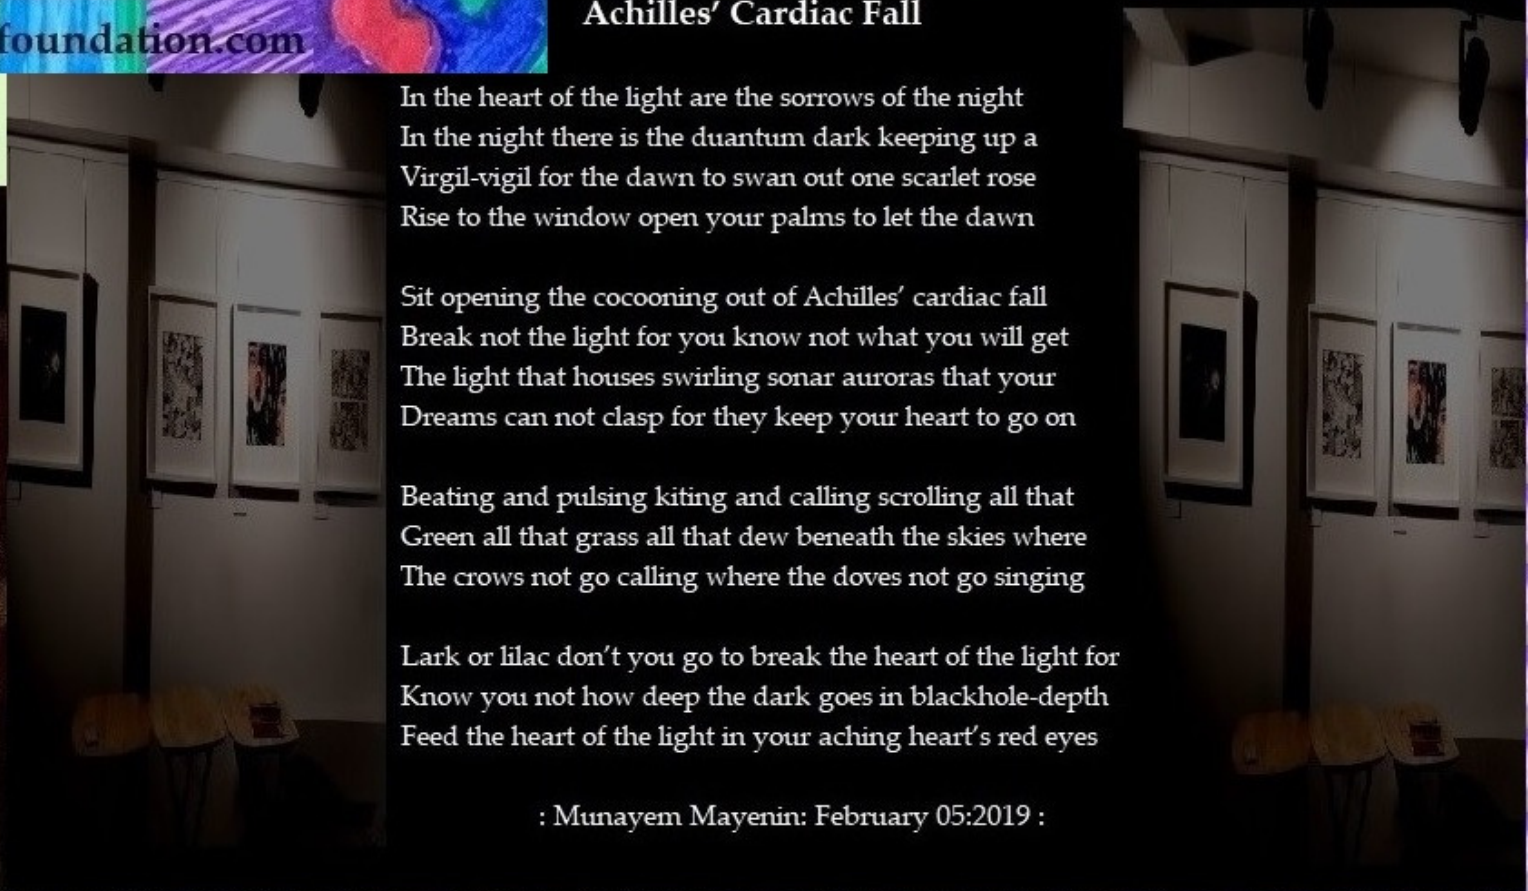 foundation.com
Achilles’ Cardiac Fall
In the heart of the light are the sorrows of the night
In the night there is the duantum dark keeping up a
Virgil-vigil for the dawn to swan out one scarlet rose
Rise to the window open your palms to let the dawn
Sit opening the cocooning out of Achilles’ cardiac fall
Break not the light for you know not what you will get
The light that houses swirling sonar auroras that your
Dreams can not clasp for they keep your heart to go on
Beating and pulsing kiting and calling scrolling all that
Green all that grass all that dew beneath the skies where
The crows not go calling where the doves not go singing
Lark or lilac don’t you go to break the heart of the light for
Know you not how deep the dark goes in blackhole-depth
Feed the heart of the light in your aching heart’s red eyes
: Munayem Mayenin: February 05:2019 :